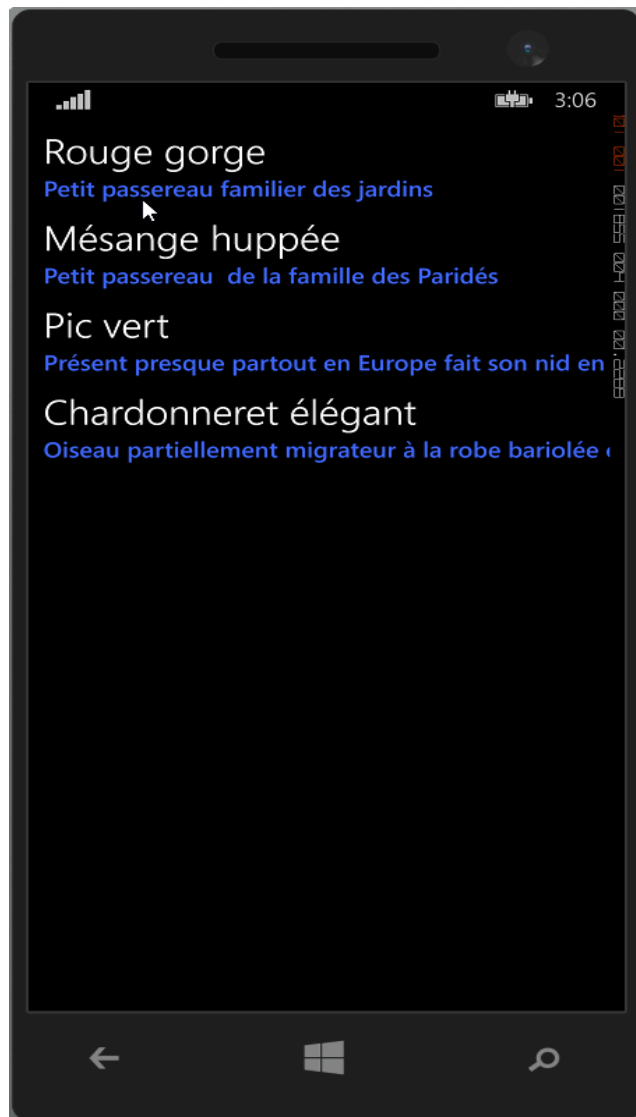 3:06
Rouge gorge
Petit passereau familier des jardins
Mésange huppée
Petit passereau  de la famille des Paridés
Pic vert
Présent presque partout en Europe fait son nid en
Chardonneret élégant
Oiseau partiellement migrateur à la robe bariolée